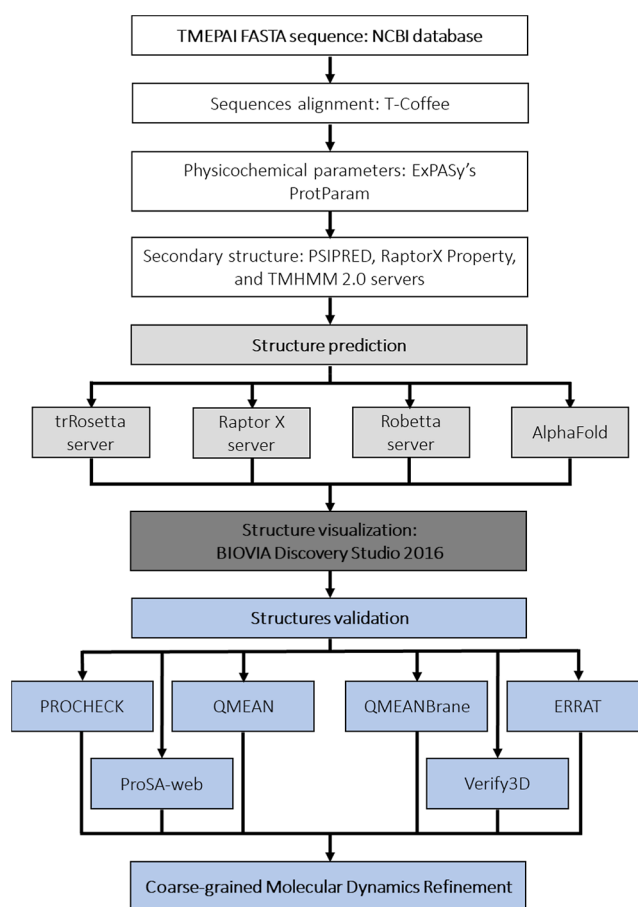 TMEPAI FASTA sequence: NCBI database
Sequences alignment: T-Coffee
Physicochemical parameters: ExPASy's
ProtParam
Secondary structure: PSIPRED, RaptorX Property,
and TMHMM 2.0 servers
Structure prediction
trRosetta
server
Raptor X
server
Robetta
server
AlphaFold
Structure visualization:
BIOVIA Discovery Studio 2016
Structures validation
PROCHECK
QMEAN
QMEANBrane
ERRAT
ProSA-web
Verify3D
Coarse-grained Molecular Dynamics Refinement